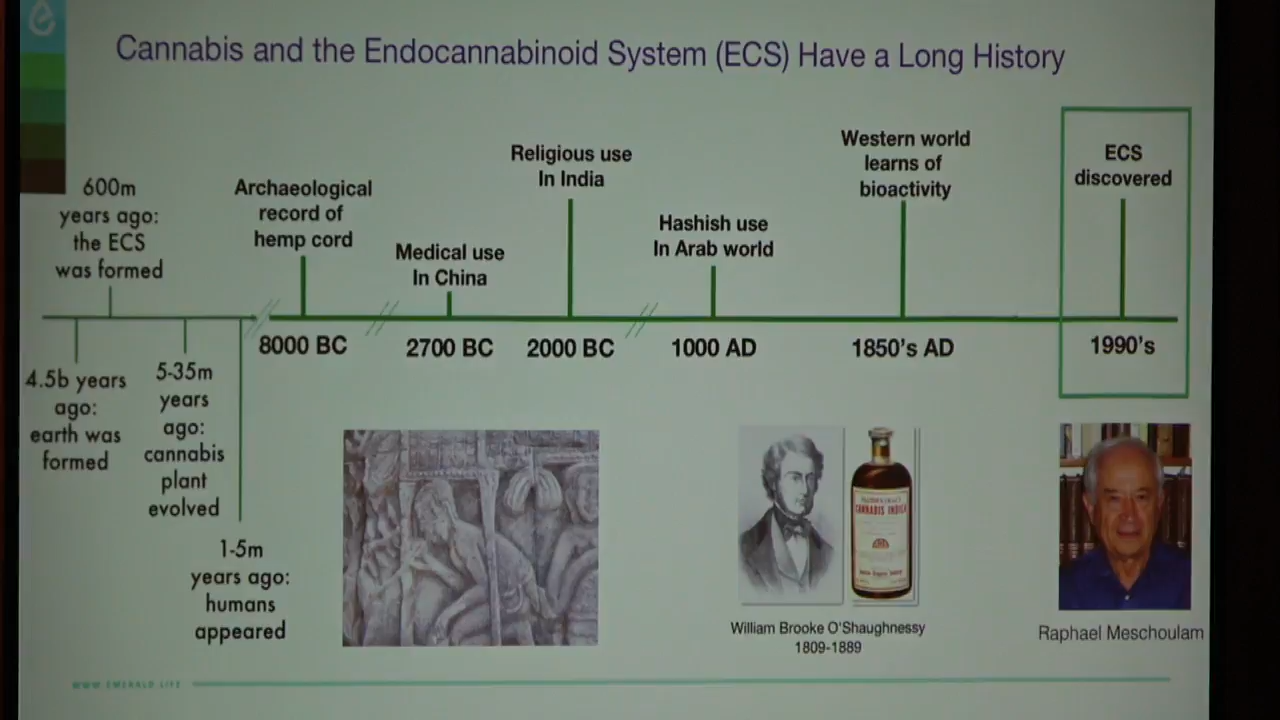 Cannabis and the Endocannabinoid System (ECS) Have a Long History
600m
years ago:
the ECS
was formed
Archaeological
record of
hemp cord
Medical use
In China
Religious use
In India
Hashish use
In Arab world
Western world
learns of
bioactivity
ECS
discovered
8000 BC
2700 BC
2000 BC
1000 AD
1850's AD
1990's
4.5b years
ago:
earth was
formed
5-35m
years
ago:
cannabis
plant
evolved
1-5m
years ago:
humans
appeared
CANNABIS INDICA
William Brooke O'Shaughnessy
1809-1889
Raphael Meschoulam
WWW.EMERALD.LIFE